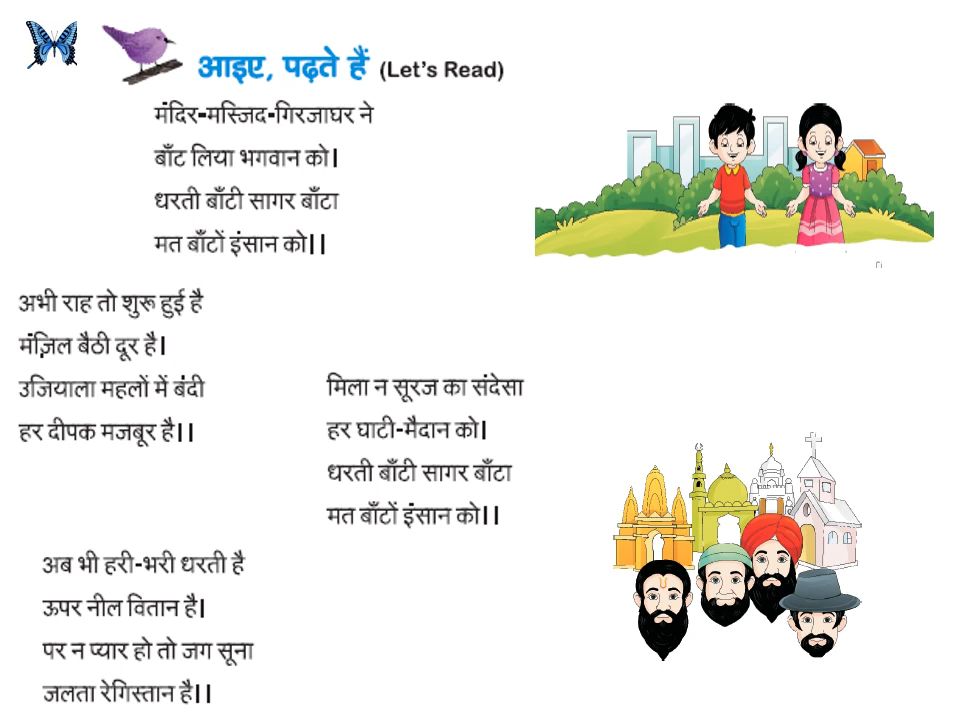 आइए, पढ़ते हैं (Let's Read)
मंदिर-मस्जिद-गिरजाघर ने
बाँट लिया भगवान को।
धरती बाँटी सागर बाँटा
मत बाँटों इंसान को।।
अभी राह तो शुरू हुई है
मंज़िल बैठी दूर है।
उजियाला महलों में बंदी
हर दीपक मजबूर है।।
मिला न सूरज का संदेसा
हर घाटी-मैदान को।
धरती बाँटी सागर बाँटा
मत बाँटों इंसान को।।
अब भी हरी-भरी धरती है
ऊपर नील वितान है।
पर न प्यार हो तो जग सूना
जलता रेगिस्तान है।।